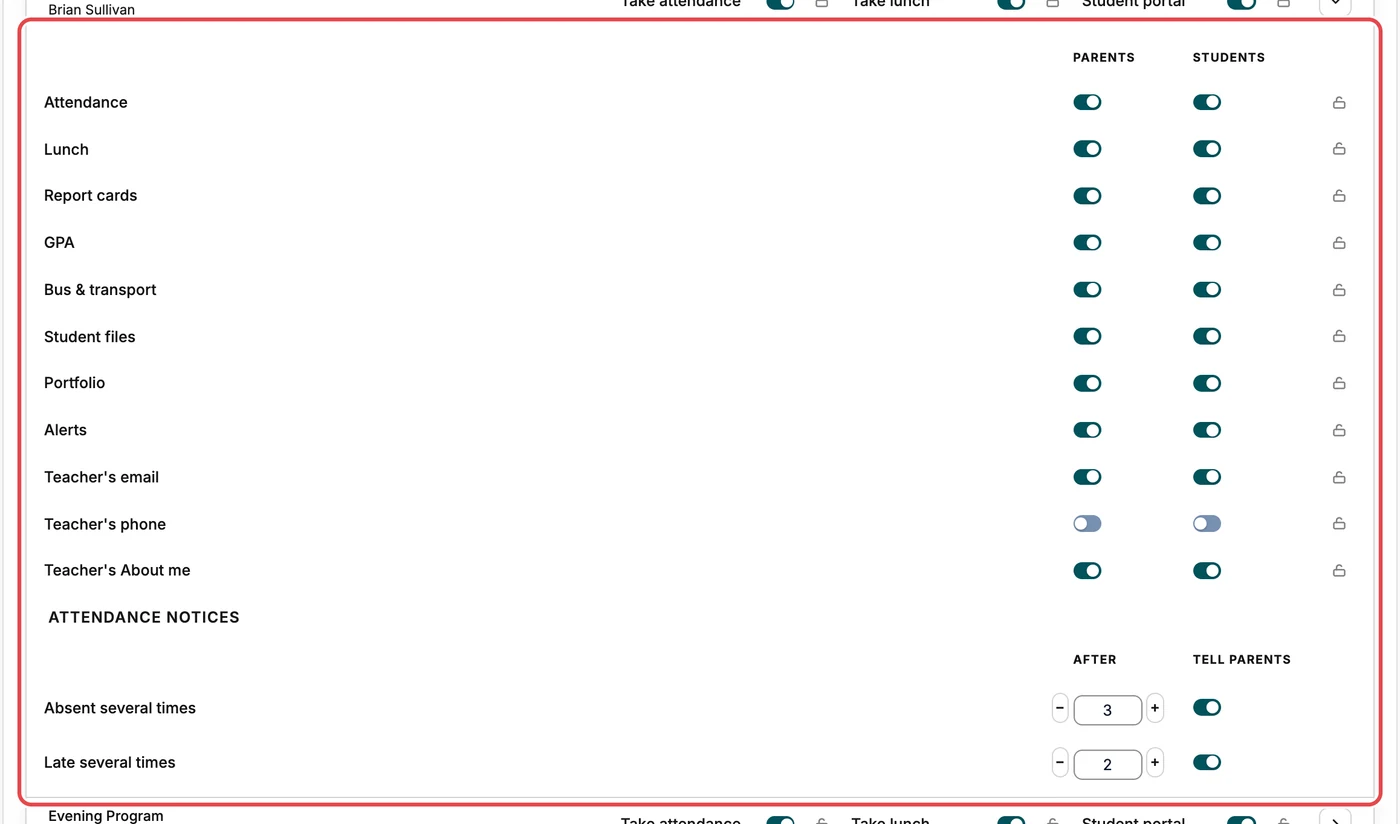 Brian Sullivan Take attendance Take lunch Student portal
PARENTS STUDENTS
Attendance
Lunch
Report cards
GPA
Bus & transport
Student files
Portfolio
Alerts
Teacher's email
Teacher's phone
Teacher's About me
ATTENDANCE NOTICES
AFTER TELL PARENTS
Absent several times − 3 +
Late several times − 2 +
Evening Program Take attendance Take lunch Student portal